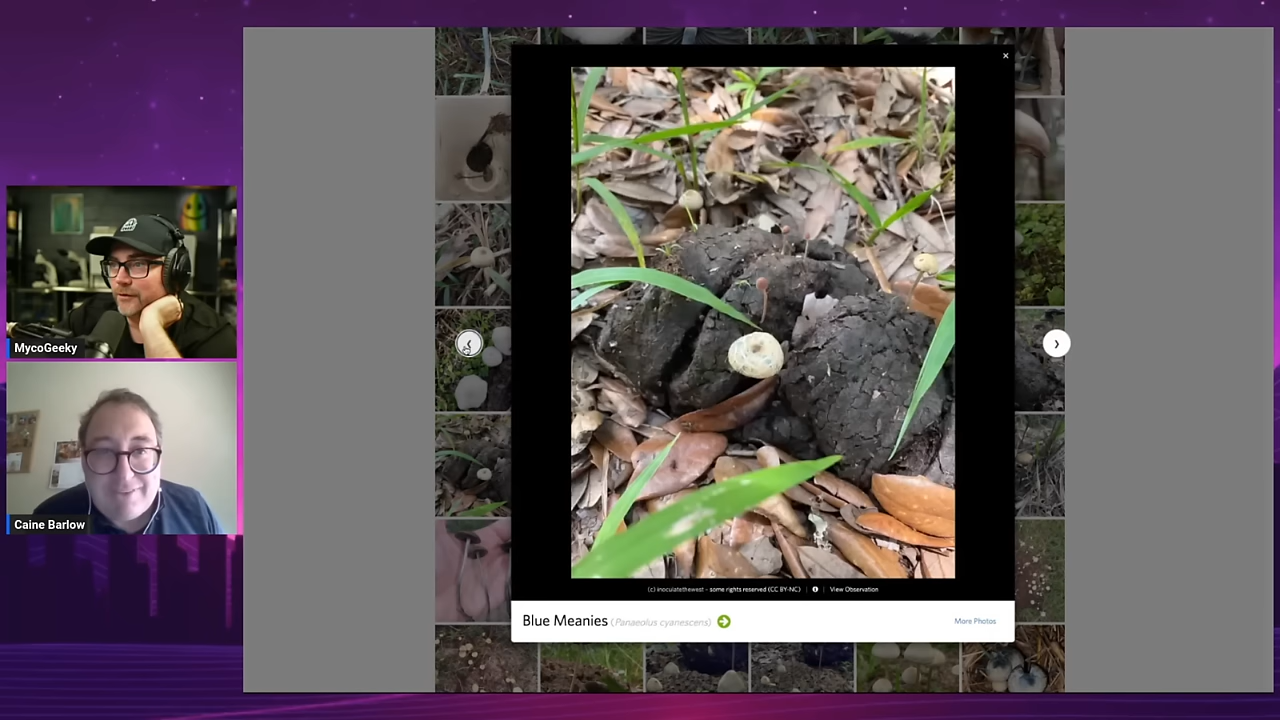 MycoGeeky
Caine Barlow
(c) inoculatethewest - some rights reserved (CC BY-NC) | View Observation
Blue Meanies (Panaeolus cyanescens)
More Photos